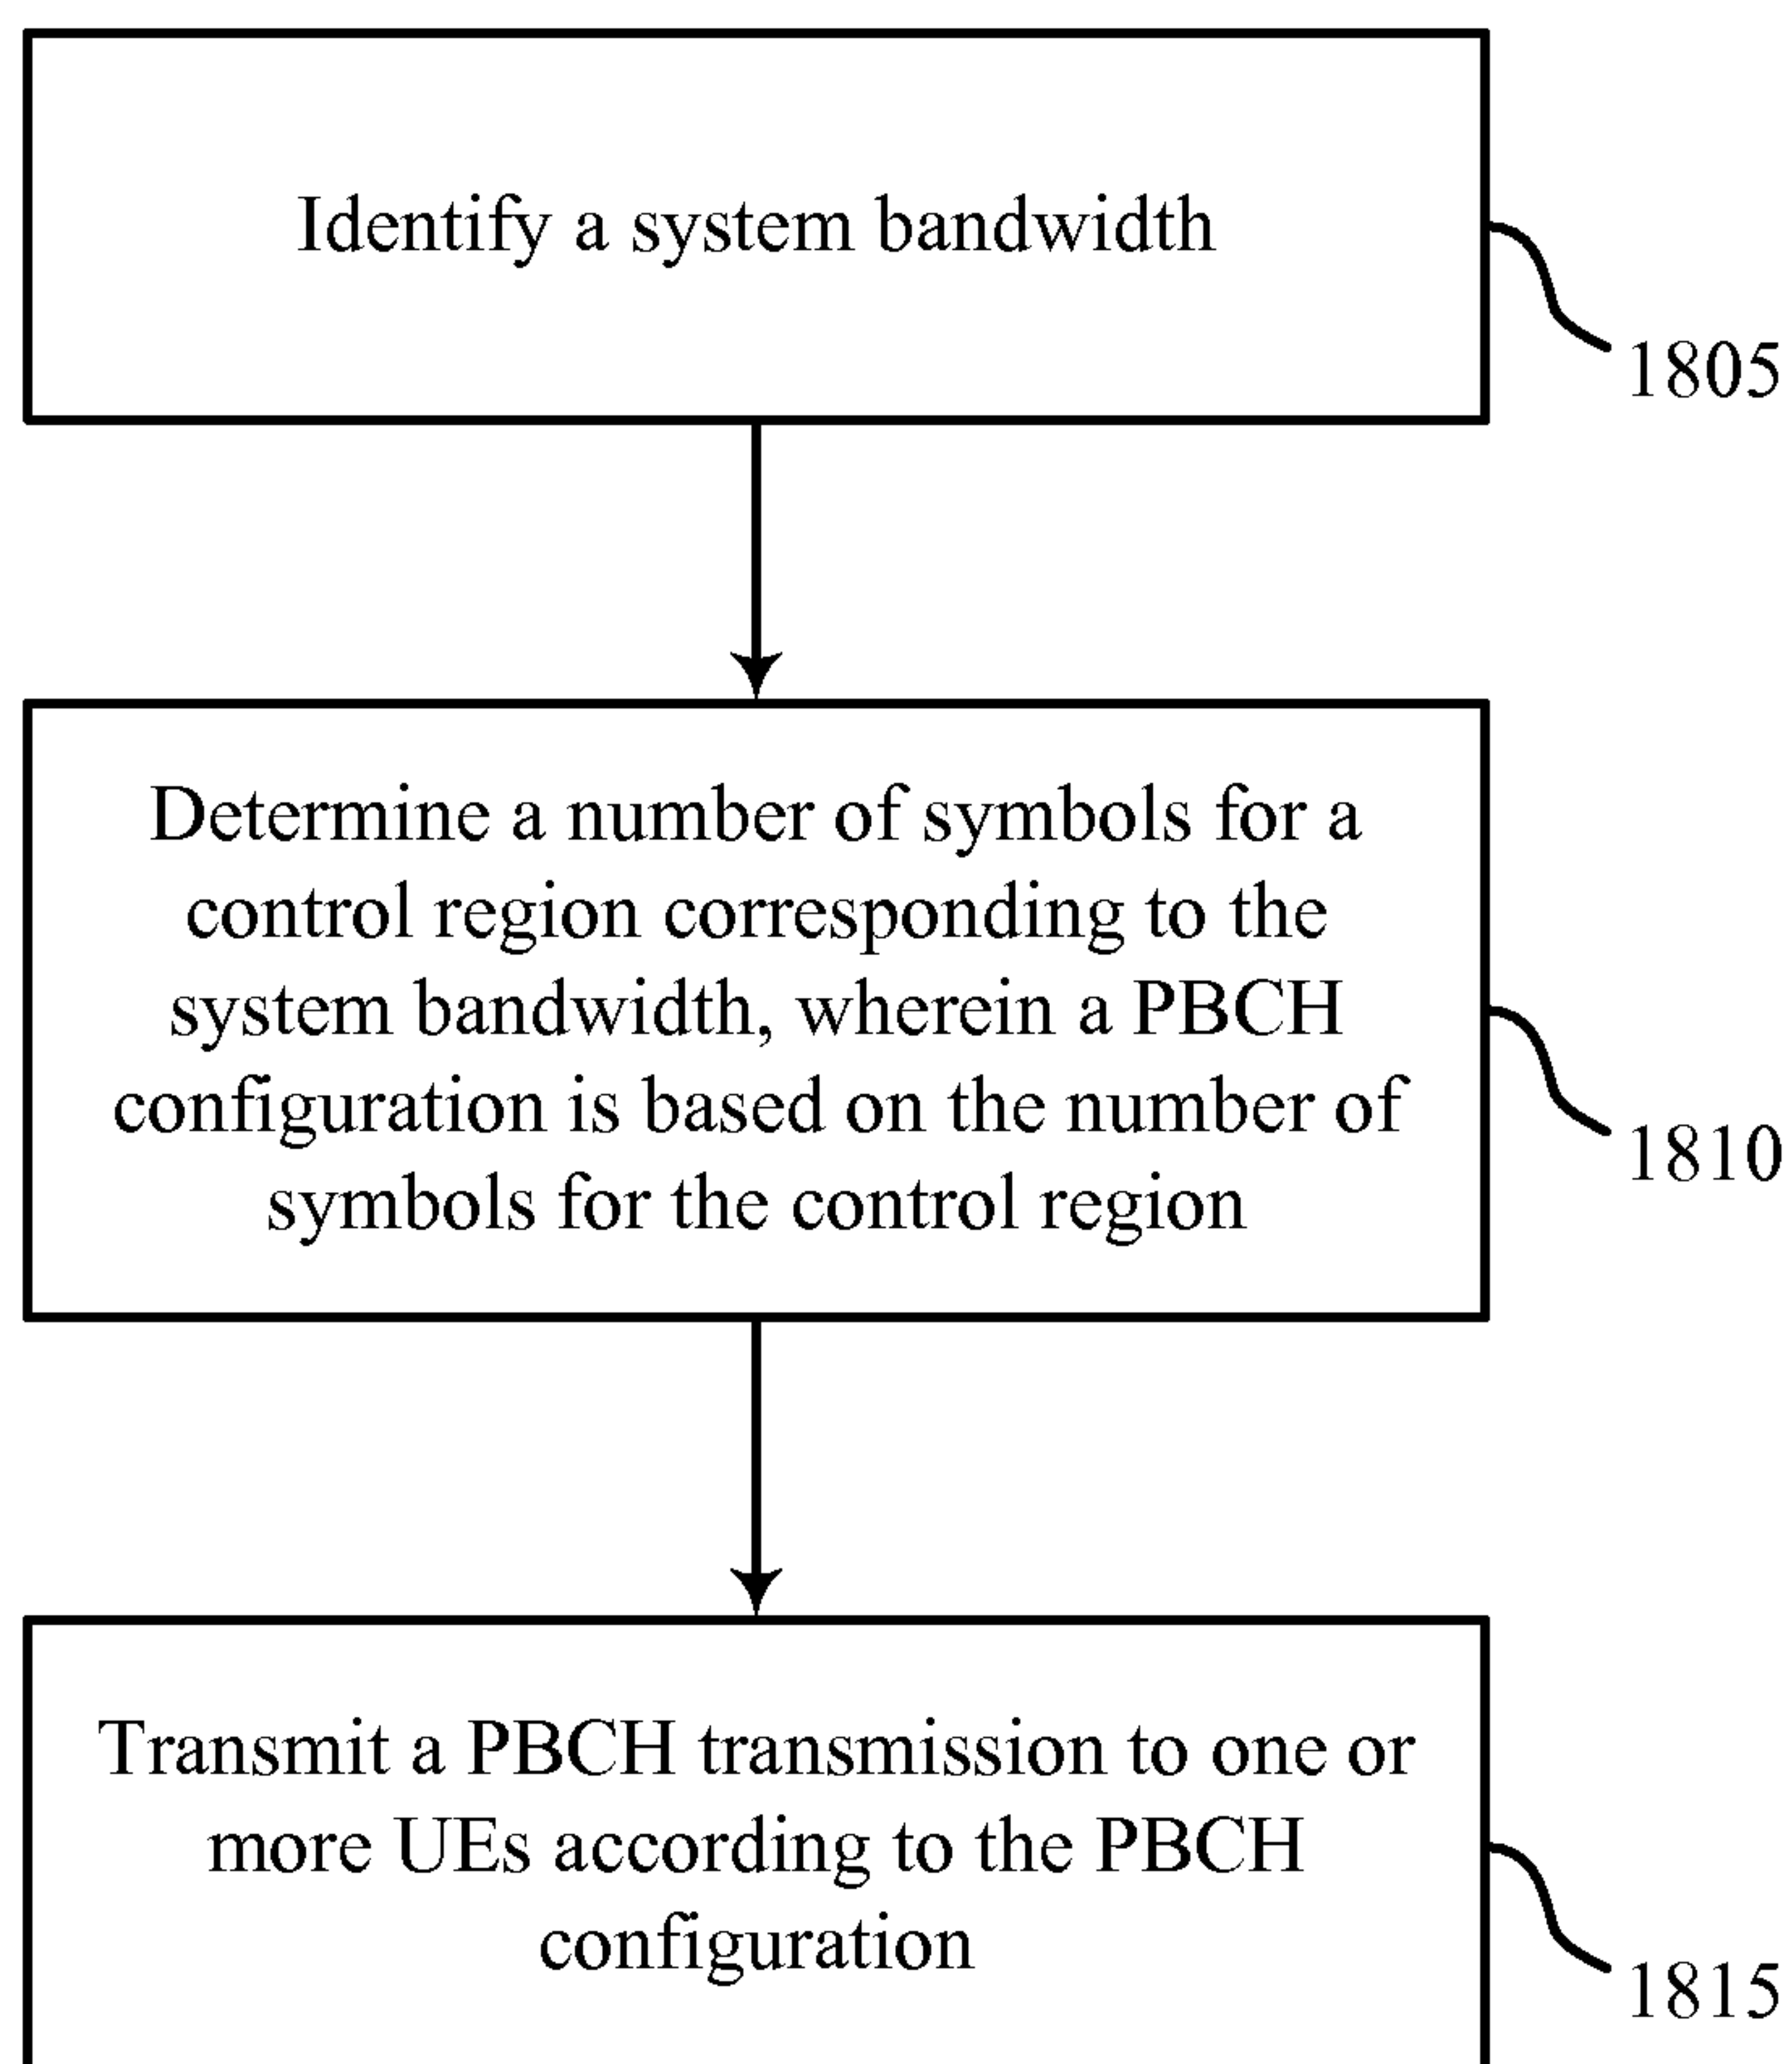 Identify a system bandwidth
1805
Determine a number of symbols for a
control region corresponding to the
system bandwidth, wherein a PBCH
configuration is based on the number of
symbols for the control region
1810
Transmit a PBCH transmission to one or
more UEs according to the PBCH
configuration
1815